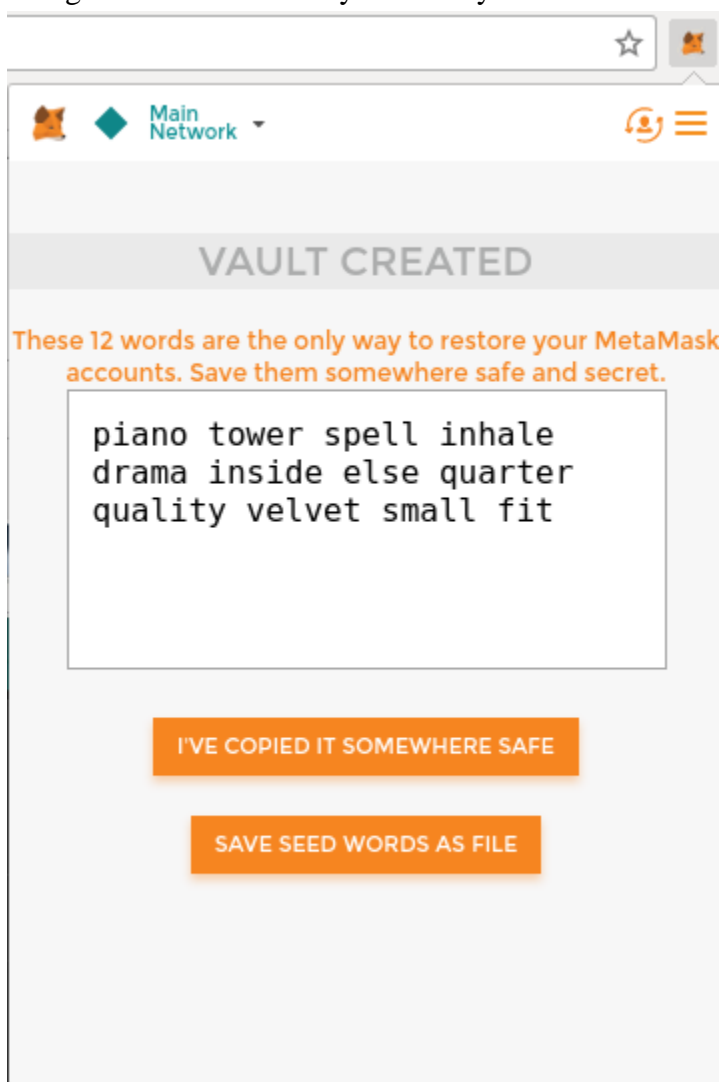 Main
Network
VAULT CREATED
These 12 words are the only way to restore your MetaMask
accounts. Save them somewhere safe and secret.
piano tower spell inhale
drama inside else quarter
quality velvet small fit
I'VE COPIED IT SOMEWHERE SAFE
SAVE SEED WORDS AS FILE